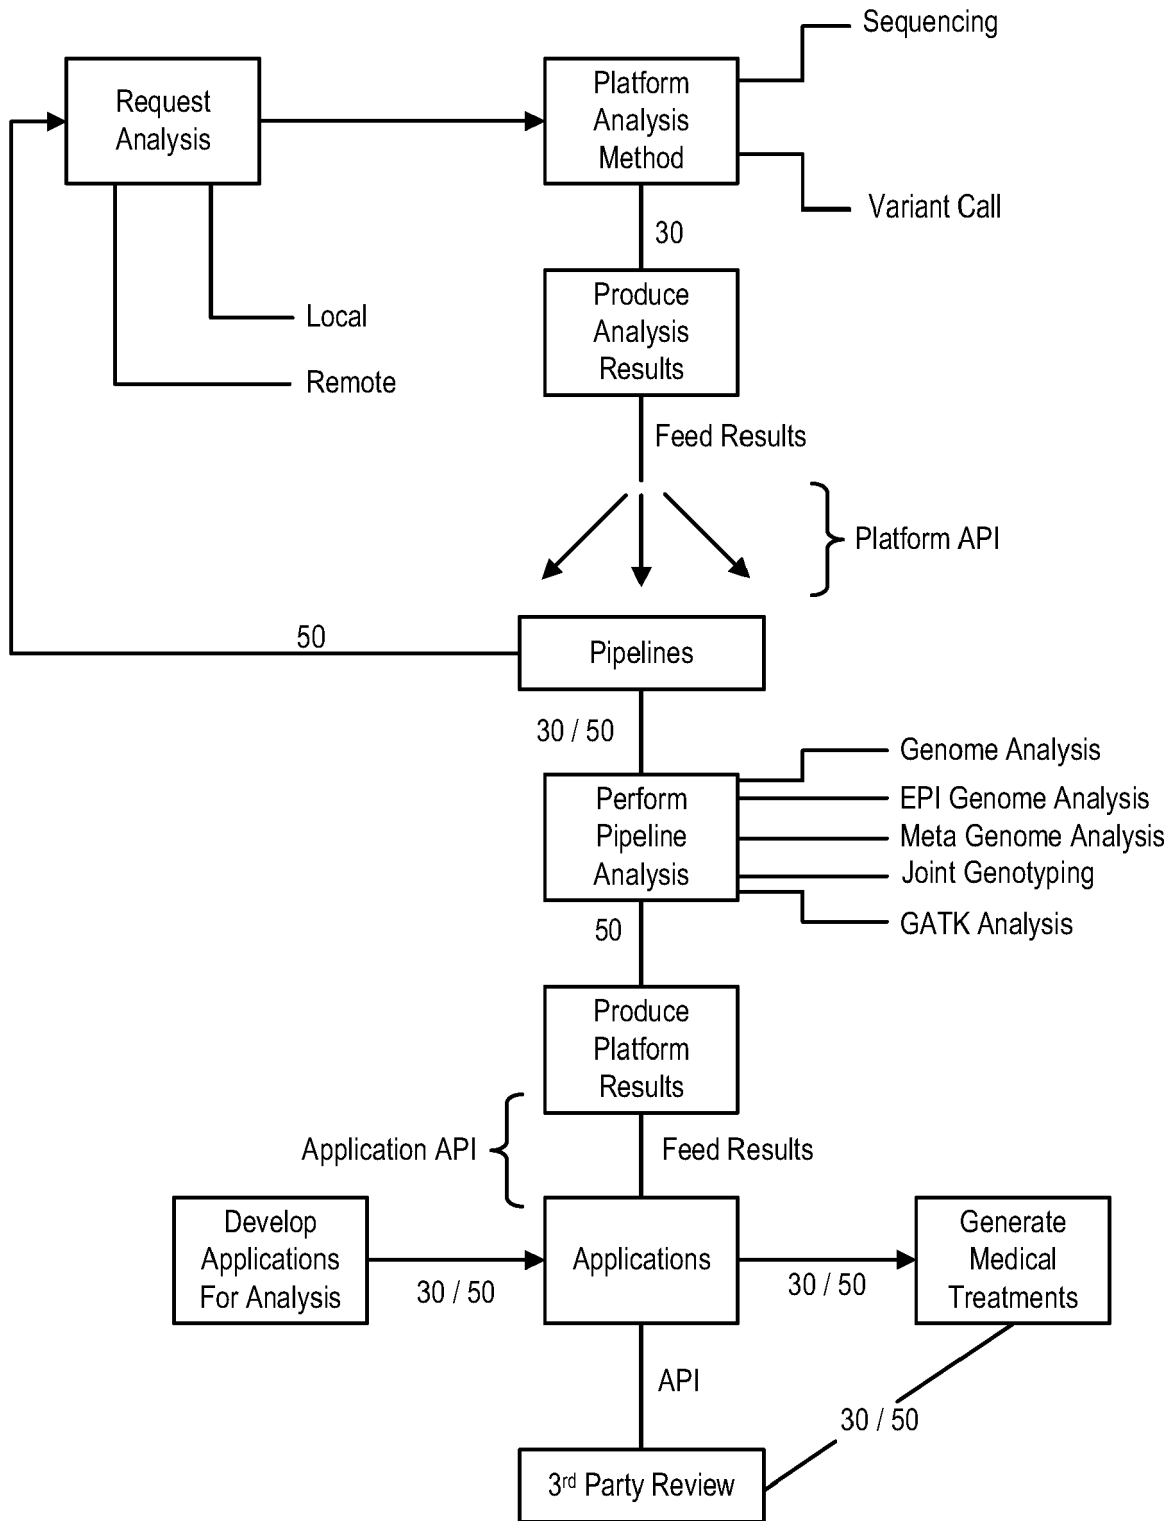 Sequencing
Request
Analysis
Platform
Analysis
Method
Variant Call
30
Local
Remote
Produce
Analysis
Results
Feed Results
Platform API
50
Pipelines
30 / 50
Perform
Pipeline
Analysis
Genome Analysis
EPI Genome Analysis
Meta Genome Analysis
Joint Genotyping
GATK Analysis
50
Produce
Platform
Results
Application API
Feed Results
Develop
Applications
For Analysis
30 / 50
Applications
30 / 50
Generate
Medical
Treatments
API
30 / 50
3rd Party Review